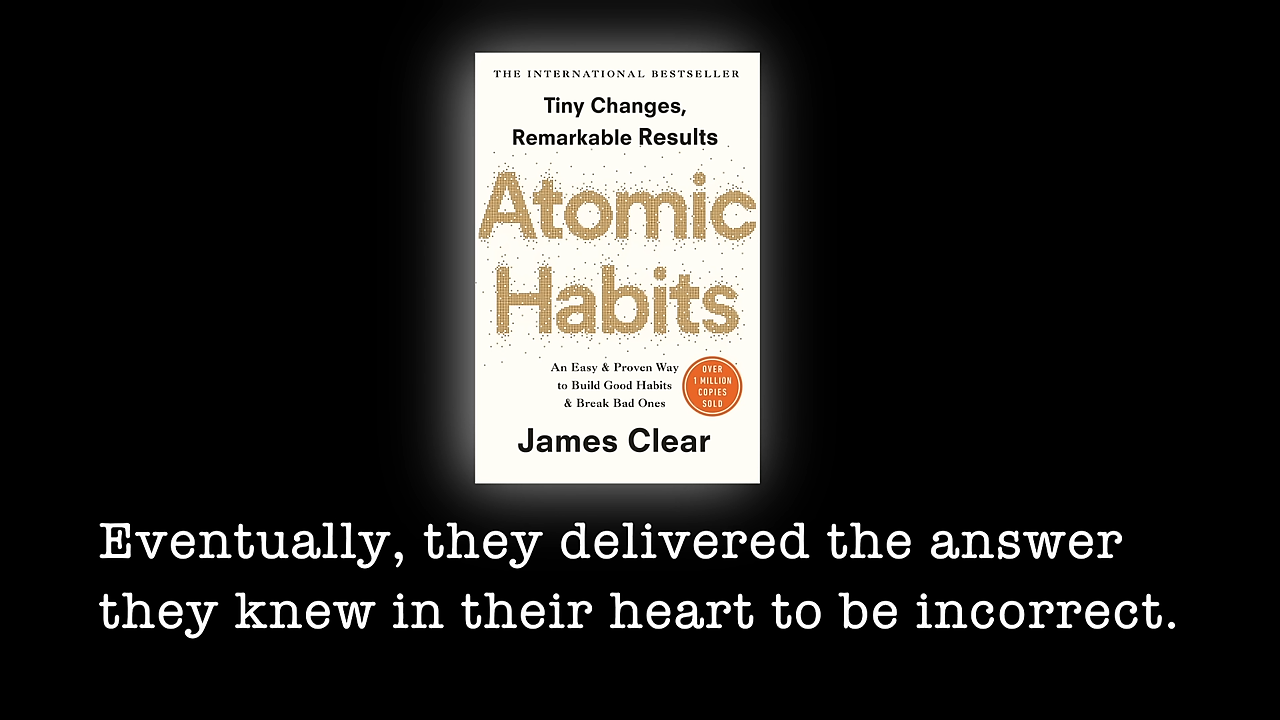 THE INTERNATIONAL BESTSELLER
Tiny Changes,
Remarkable Results
Atomic
Habits
An Easy & Proven Way
to Build Good Habits
& Break Bad Ones
OVER
1 MILLION
COPIES
SOLD
James Clear
Eventually, they delivered the answer
they knew in their heart to be incorrect.